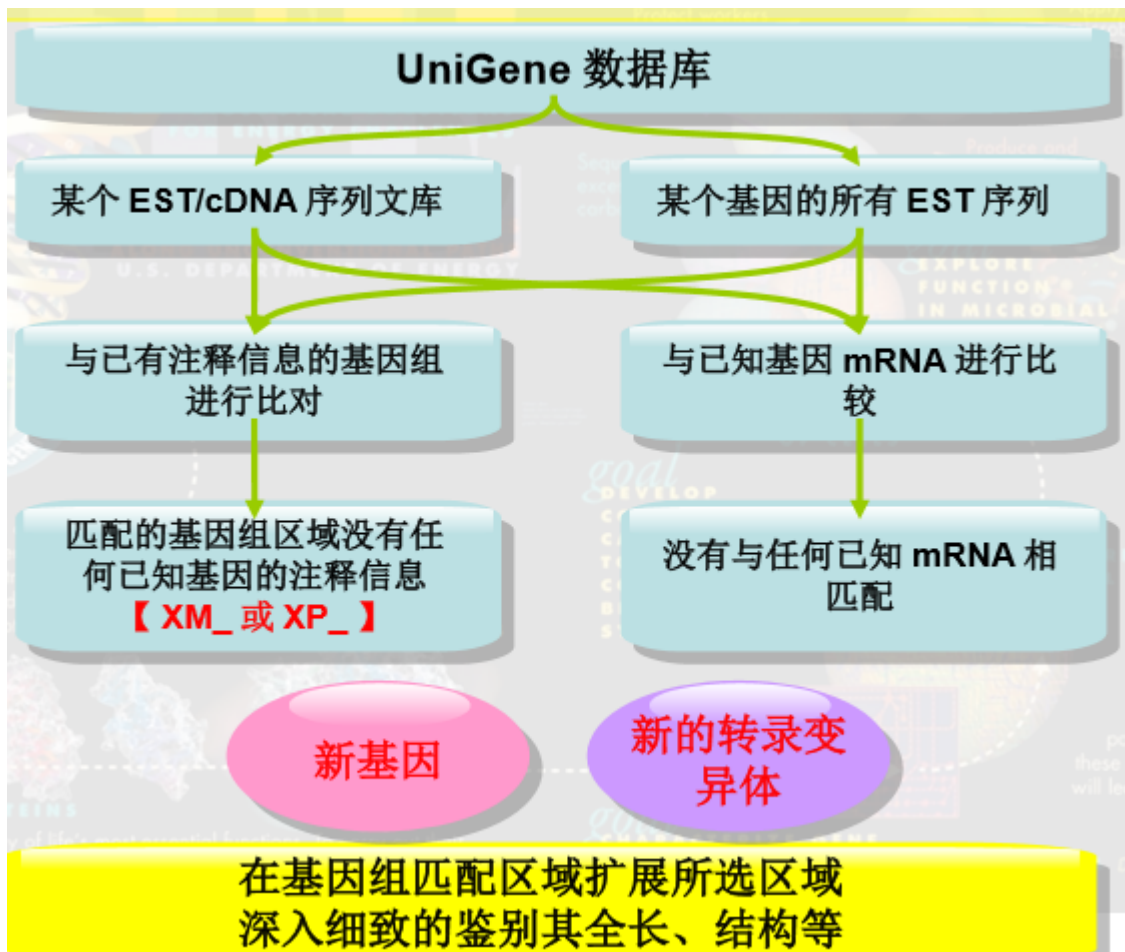 UniGene 数据库
某个 EST/cDNA 序列文库
某个基因的所有 EST 序列
与已有注释信息的基因组
进行比对
与已知基因 mRNA 进行比
较
匹配的基因组区域没有任
何已知基因的注释信息
【 XM_ 或 XP_ 】
没有与任何已知 mRNA 相
匹配
新基因
新的转录变
异体
在基因组匹配区域扩展所选区域
深入细致的鉴别其全长、结构等